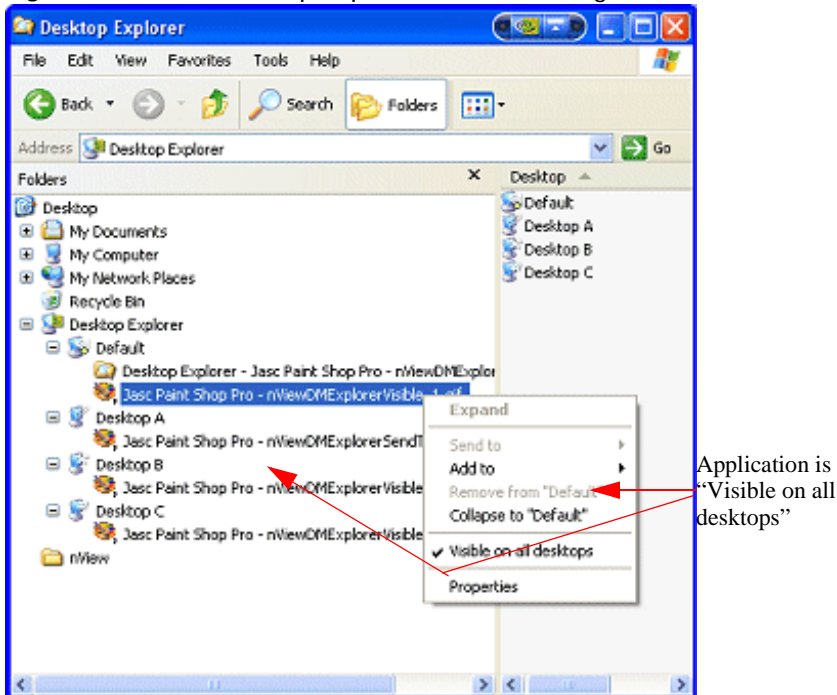 Desktop Explorer
File Edit View Favorites Tools Help
Back Search Folders
Address Desktop Explorer Go
Folders x Desktop
Desktop
My Documents
My Computer
My Network Places
Recycle Bin
Desktop Explorer
Default
Desktop Explorer - Jasc Paint Shop Pro - nViewDMExplor
Jasc Paint Shop Pro - nViewDMExplorerVisible
Desktop A
Jasc Paint Shop Pro - nViewDMExplorerSendT
Desktop B
Jasc Paint Shop Pro - nViewDMExplorerVisible
Desktop C
Jasc Paint Shop Pro - nViewDMExplorerVisible
nView
Default
Desktop A
Desktop B
Desktop C
Expand
Send to
Add to
Remove from "Default"
Collapse to "Default"
Visible on all desktops
Properties
Application is
“Visible on all
desktops”